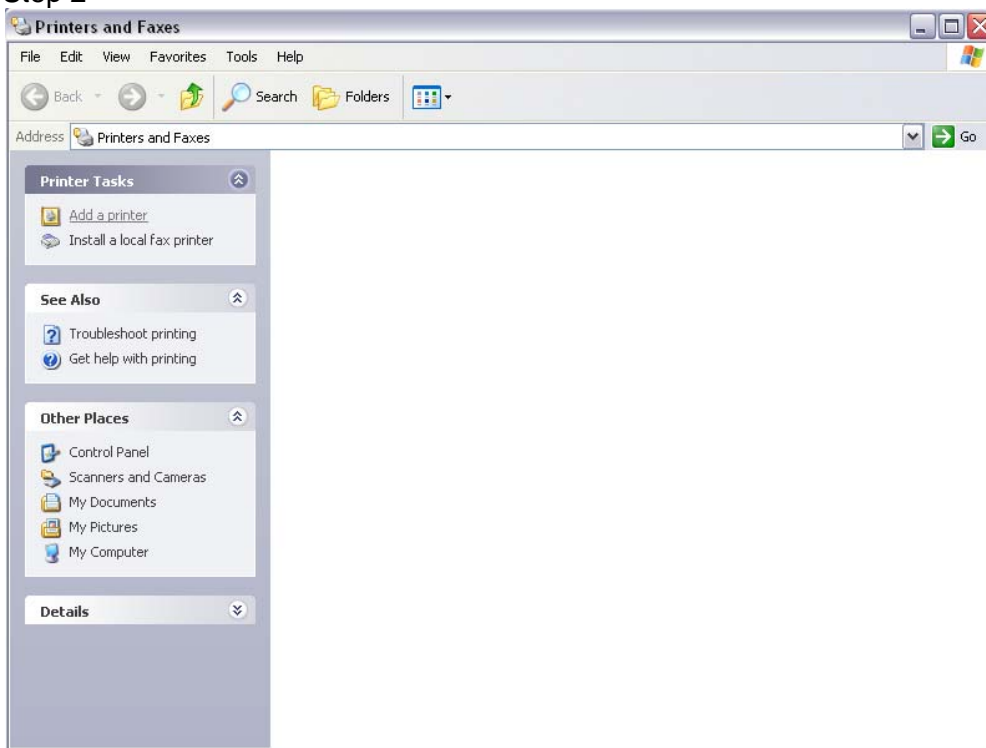 Step 2
Printers and Faxes
File Edit View Favorites Tools Help
Back Search Folders
Address Printers and Faxes Go
Printer Tasks
Add a printer
Install a local fax printer
See Also
Troubleshoot printing
Get help with printing
Other Places
Control Panel
Scanners and Cameras
My Documents
My Pictures
My Computer
Details